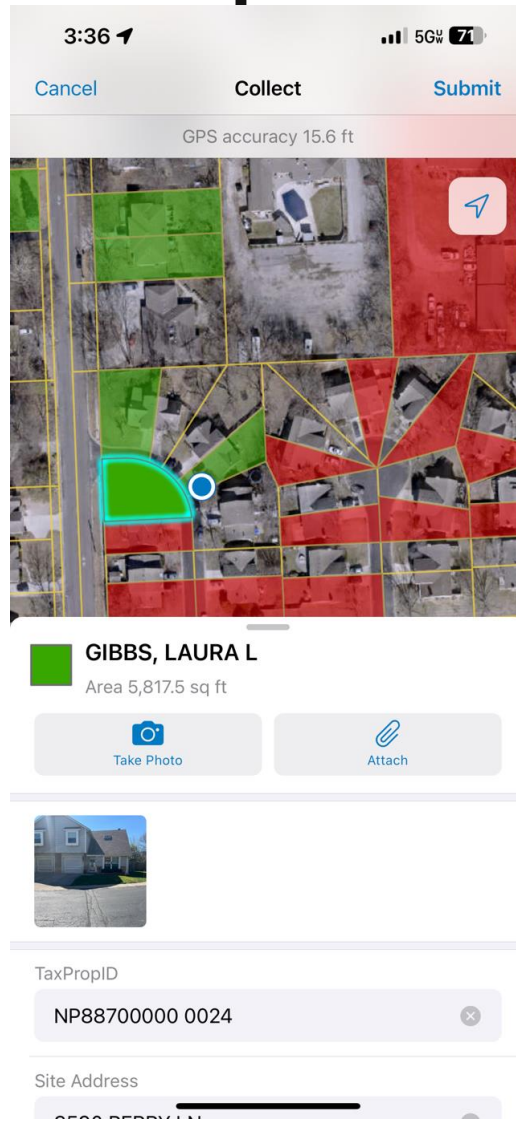 3:36
5GUW 71
Cancel Collect Submit
GPS accuracy 15.6 ft
GIBBS, LAURA L
Area 5,817.5 sq ft
Take Photo Attach
TaxPropID
NP88700000 0024
Site Address